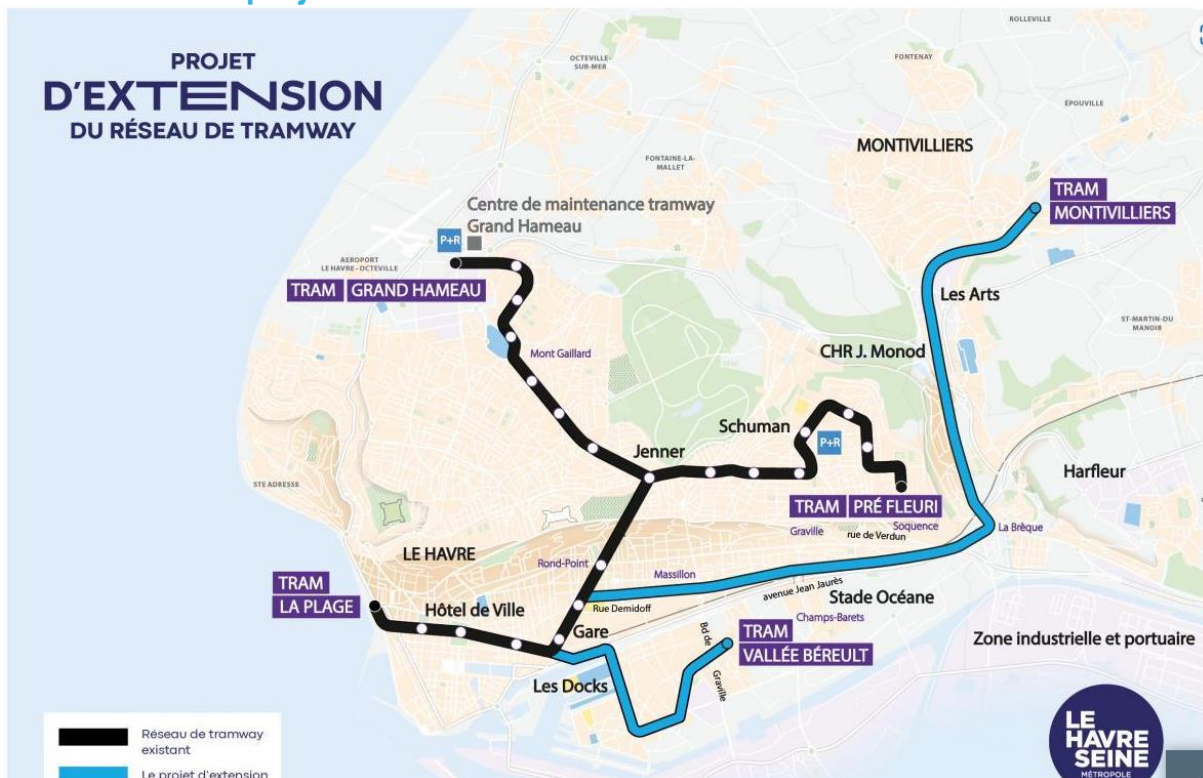 PROJET
D'EXTENSION
DU RÉSEAU DE TRAMWAY
ROLLEVILLE
OCTEVILLE-
SUR-MER
FONTENAY
ÉPOUVILLE
MONTIVILLIERS
FONTAINE-LA-
MALLET
TRAM
MONTIVILLIERS
Centre de maintenance tramway
Grand Hameau
P+R
AEROPORT
LE HAVRE - OCTEVILLE
TRAM GRAND HAMEAU
Les Arts
ST-MARTIN-DU
MANOIR
Mont Gaillard
CHR J. Monod
Schuman
P+R
Jenner
Harfleur
STE ADRESSE
TRAM PRÉ FLEURI
Graville
Soquence
rue de Verdun
La Brèque
LE HAVRE
Rond-Point
Massillon
avenue Jean Jaurès
TRAM
LA PLAGE
Hôtel de Ville
Rue Demidoff
Stade Océane
Champs-Barets
Gare
Bd de
Graville
TRAM
VALLÉE BÉREULT
Zone industrielle et portuaire
Les Docks
LE
HAVRE
SEINE
MÉTROPOLE
Réseau de tramway
existant
Le projet d'extension